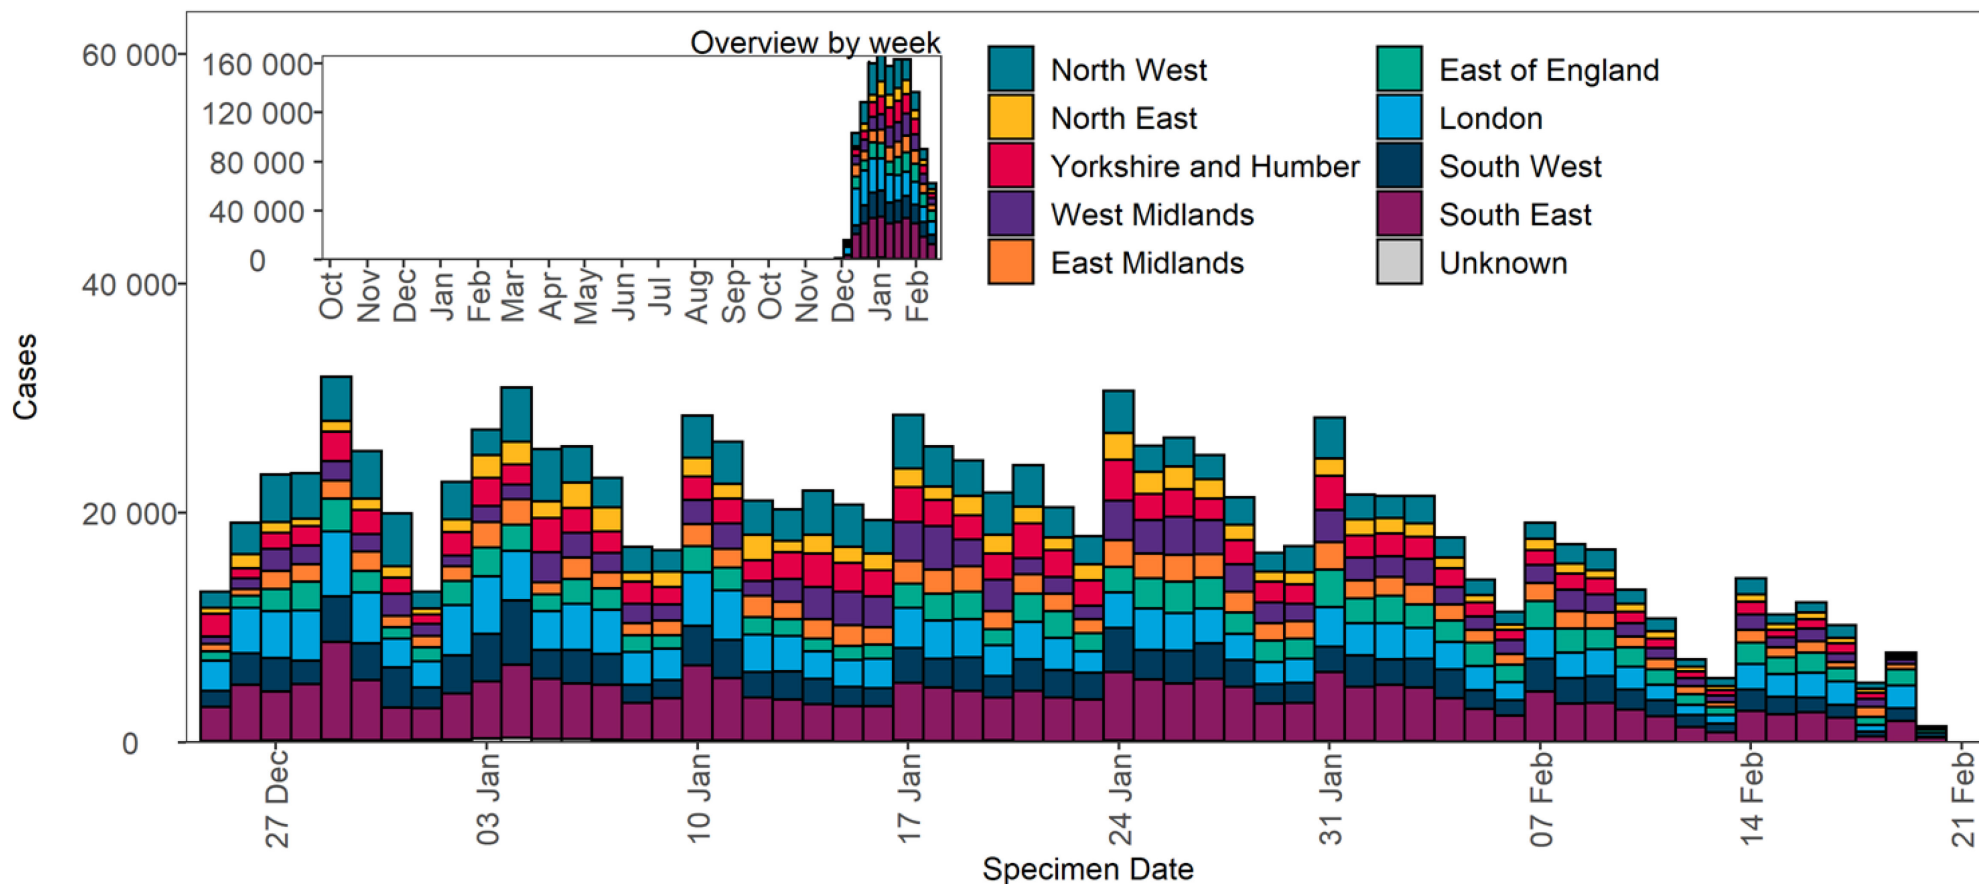 Overview by week
60 000
40 000
20 000
0
Cases
160 000
120 000
80 000
40 000
0
Oct
Nov
Dec
Jan
Feb
Mar
Apr
May
Jun
Jul
Aug
Sep
Oct
Nov
Dec
Jan
Feb
North West
North East
Yorkshire and Humber
West Midlands
East Midlands
East of England
London
South West
South East
Unknown
27 Dec
03 Jan
10 Jan
17 Jan
24 Jan
31 Jan
07 Feb
14 Feb
21 Feb
Specimen Date